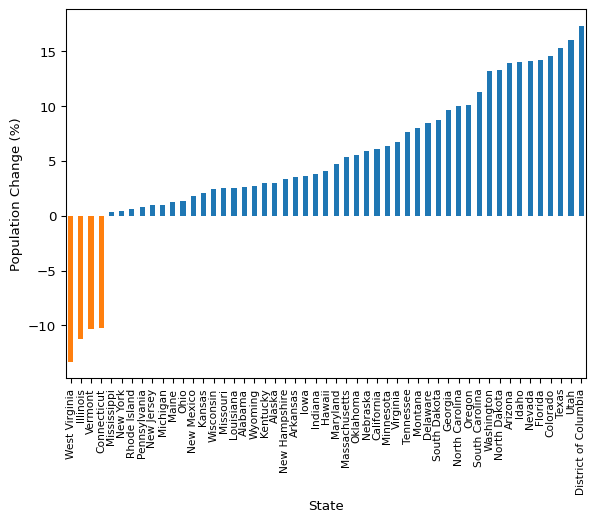 Population Change (%)
15
10
5
0
−5
−10
West Virginia
Illinois
Vermont
Connecticut
Mississippi
New York
Rhode Island
Pennsylvania
New Jersey
Michigan
Maine
Ohio
New Mexico
Kansas
Wisconsin
Missouri
Louisiana
Alabama
Wyoming
Kentucky
Alaska
New Hampshire
Arkansas
Iowa
Indiana
Hawaii
Maryland
Massachusetts
Oklahoma
Nebraska
California
Minnesota
Virginia
Tennessee
Montana
Delaware
South Dakota
Georgia
North Carolina
Oregon
South Carolina
Washington
North Dakota
Arizona
Idaho
Nevada
Florida
Colorado
Texas
Utah
District of Columbia
State